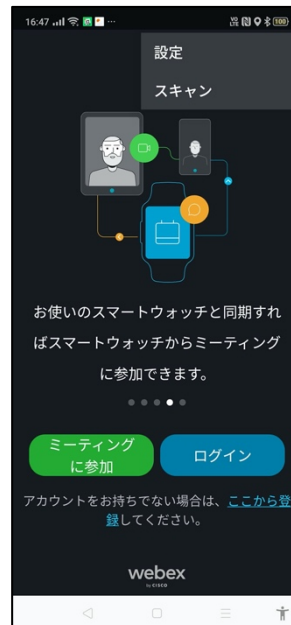 16:47
100
設定
スキャン
お使いのスマートウォッチと同期すれ
ばスマートウォッチからミーティング
に参加できます。
ミーティング
に参加
ログイン
アカウントをお持ちでない場合は、ここから登
録してください。
webex
by CISCO